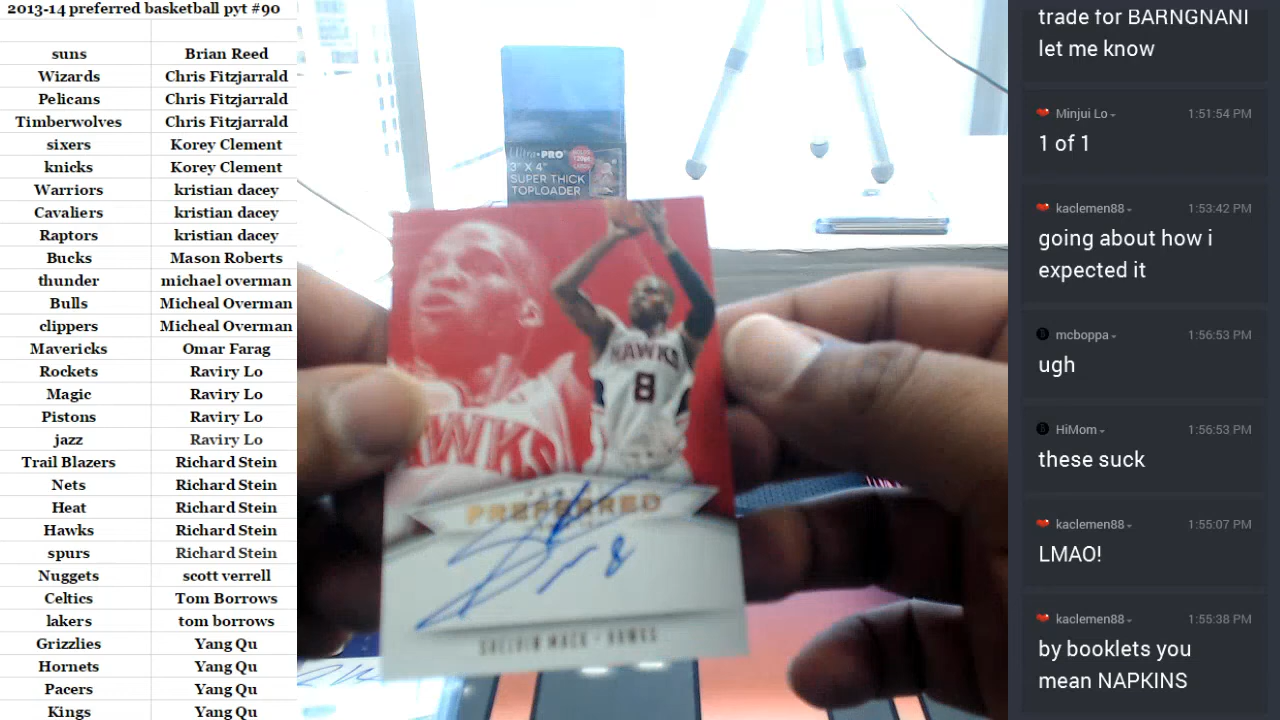 2013-14 preferred basketball pyt #90
suns Brian Reed
Wizards Chris Fitzjarrald
Pelicans Chris Fitzjarrald
Timberwolves Chris Fitzjarrald
sixers Korey Clement
knicks Korey Clement
Warriors kristian dacey
Cavaliers kristian dacey
Raptors kristian dacey
Bucks Mason Roberts
thunder michael overman
Bulls Micheal Overman
clippers Micheal Overman
Mavericks Omar Farag
Rockets Raviry Lo
Magic Raviry Lo
Pistons Raviry Lo
jazz Raviry Lo
Trail Blazers Richard Stein
Nets Richard Stein
Heat Richard Stein
Hawks Richard Stein
spurs Richard Stein
Nuggets scott verrell
Celtics Tom Borrows
lakers tom borrows
Grizzlies Yang Qu
Hornets Yang Qu
Pacers Yang Qu
Kings Yang Qu
Ultra·PRO
3" X 4"
SUPER THICK
TOPLOADER
HAWKS
8
PREFERRED
SHELVIN MACK · HAWKS
trade for BARNGNANI
let me know
Minjui Lo 1:51:54 PM
1 of 1
kaclemen88 1:53:42 PM
going about how i
expected it
mcboppa 1:56:53 PM
ugh
HiMom 1:56:53 PM
these suck
kaclemen88 1:55:07 PM
LMAO!
kaclemen88 1:55:38 PM
by booklets you
mean NAPKINS